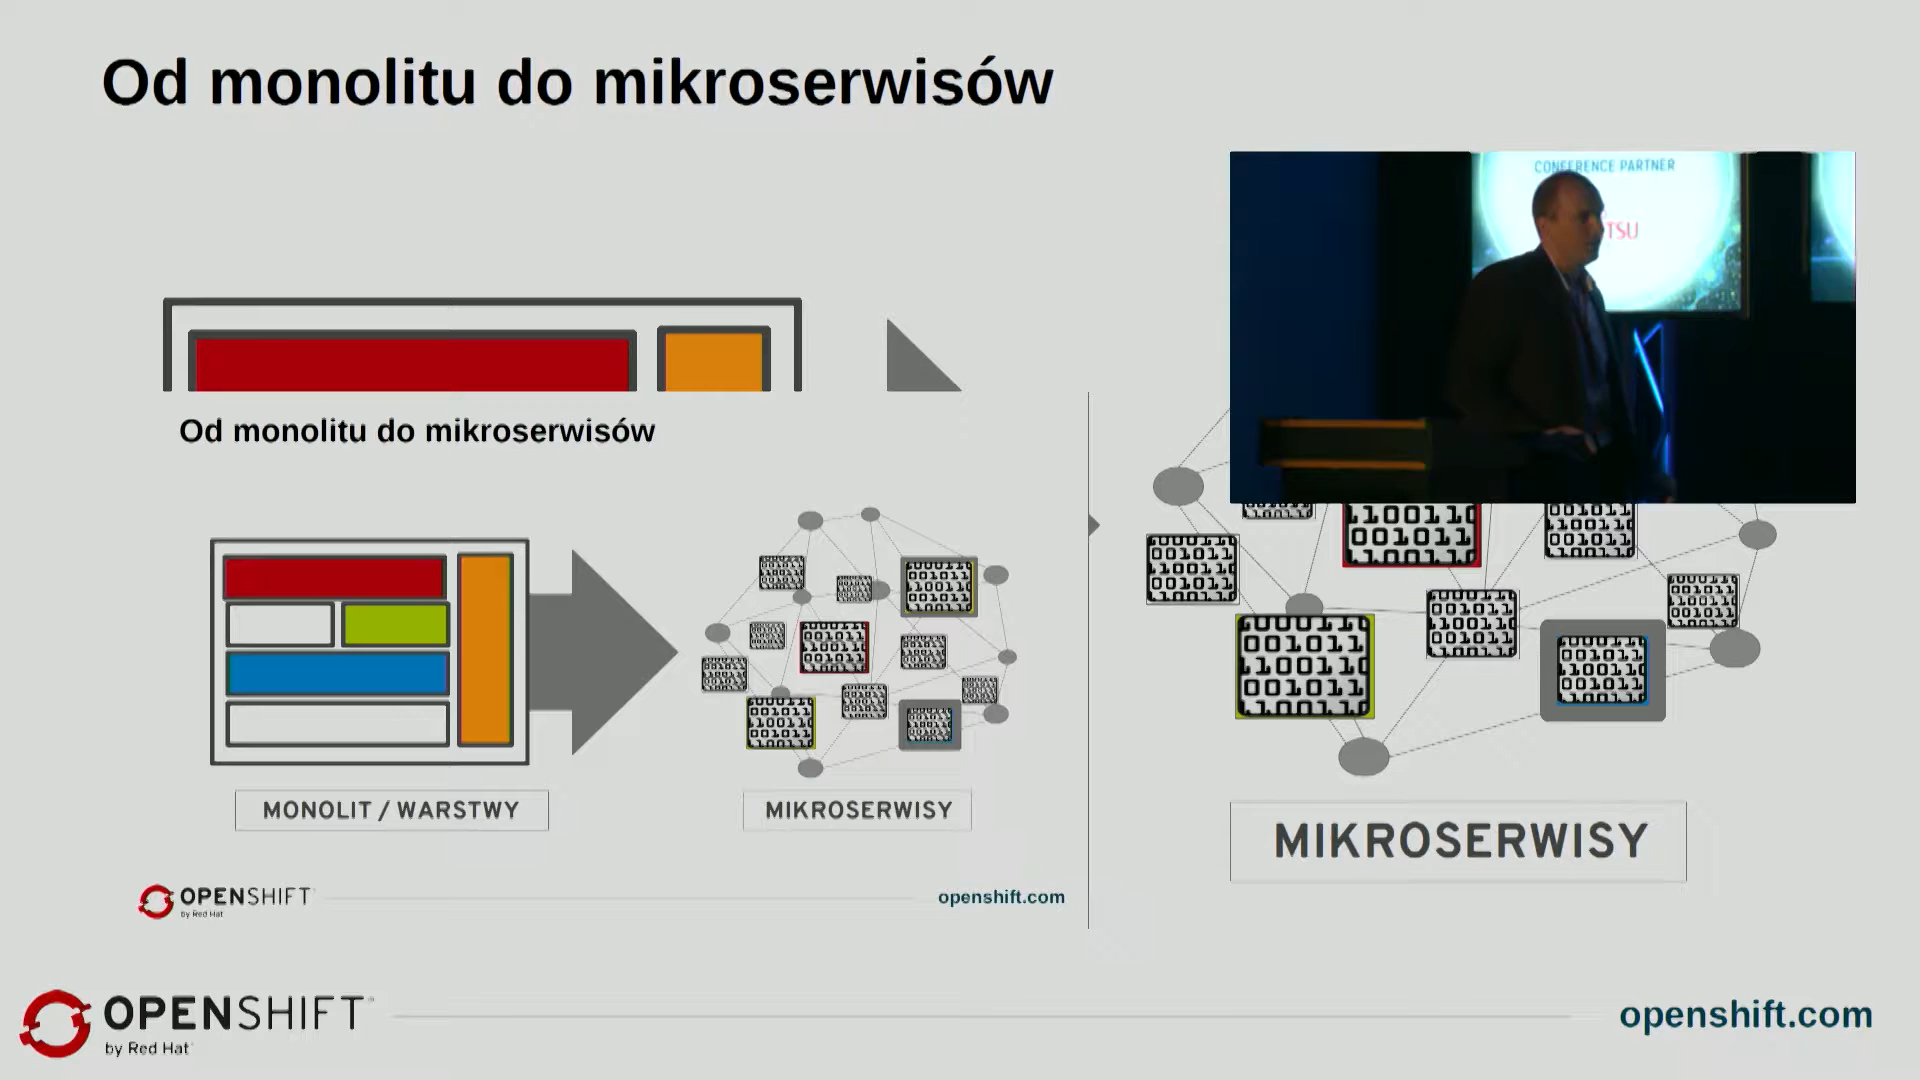 Od monolitu do mikroserwisów
CONFERENCE PARTNER
TSU
Od monolitu do mikroserwisów
MONOLIT / WARSTWY
MIKROSERWISY
MIKROSERWISY
OPENSHIFT
by Red Hat
openshift.com
OPENSHIFT
by Red Hat
openshift.com